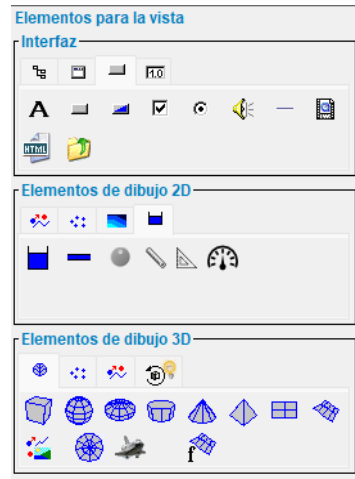 Elementos para la vista
Interfaz
1.0
A
HTML
Elementos de dibujo 2D
Elementos de dibujo 3D
f